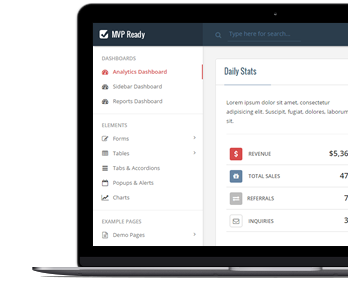 MVP Ready
Type here for search...
DASHBOARDS
Analytics Dashboard
Sidebar Dashboard
Reports Dashboard
ELEMENTS
Forms
Tables
Tabs & Accordions
Popups & Alerts
Charts
EXAMPLE PAGES
Demo Pages
Daily Stats
Lorem ipsum dolor sit amet, consectetur
adipiscing elit. Suscipit, fugiat, dolores, laborum
sit.
REVENUE $5,36
TOTAL SALES 47
REFERRALS 7
INQUIRIES 3